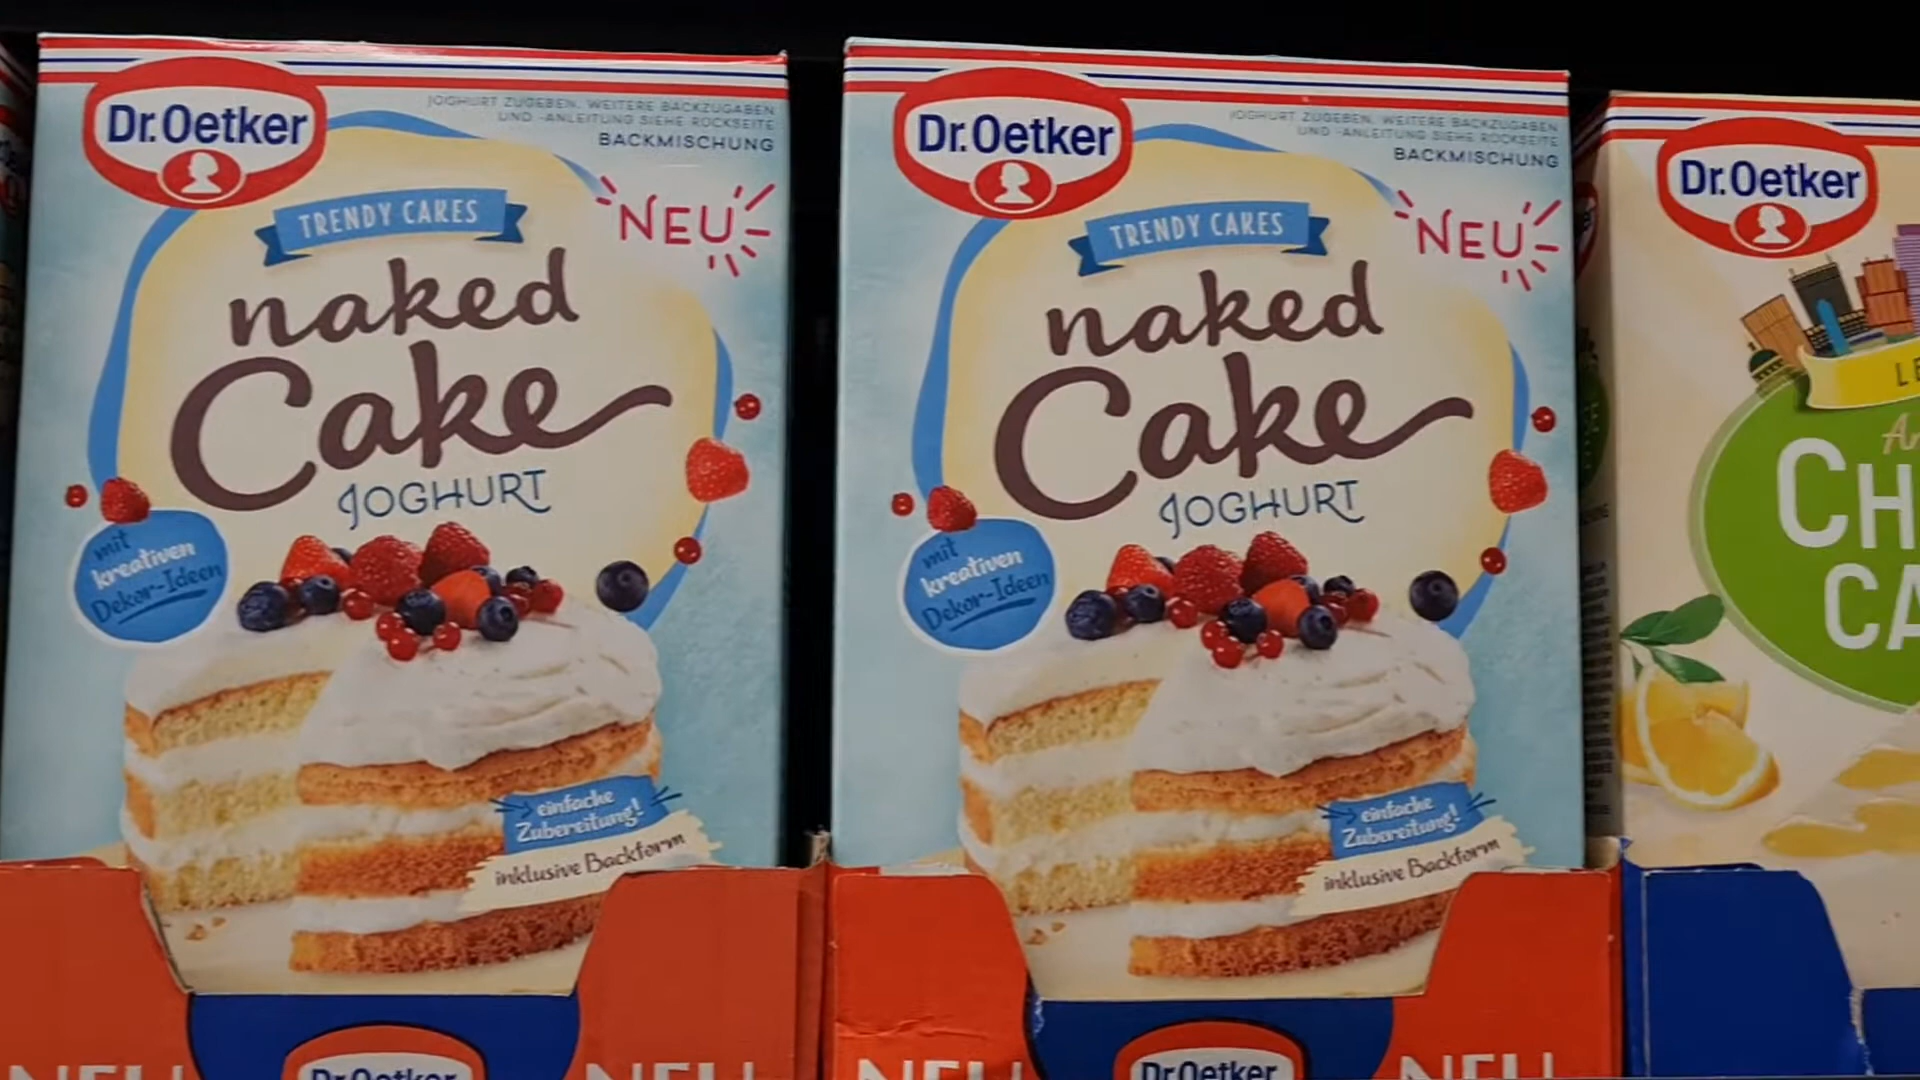 Dr.Oetker
JOGHURT ZUGEBEN. WEITERE BACKZUGABEN
UND -ANLEITUNG SIEHE RÜCKSEITE
BACKMISCHUNG
TRENDY CAKES
NEU
naked
Cake
JOGHURT
mit
kreativen
Dekor-Ideen
einfache
Zubereitung!
inklusive Backform
Dr.Oetker
JOGHURT ZUGEBEN. WEITERE BACKZUGABEN
UND -ANLEITUNG SIEHE RÜCKSEITE
BACKMISCHUNG
TRENDY CAKES
NEU
naked
Cake
JOGHURT
mit
kreativen
Dekor-Ideen
einfache
Zubereitung!
inklusive Backform
Dr.Oetker
NEU
Dr.Oetker
NEU
NEU
Dr.Oetker
NEU